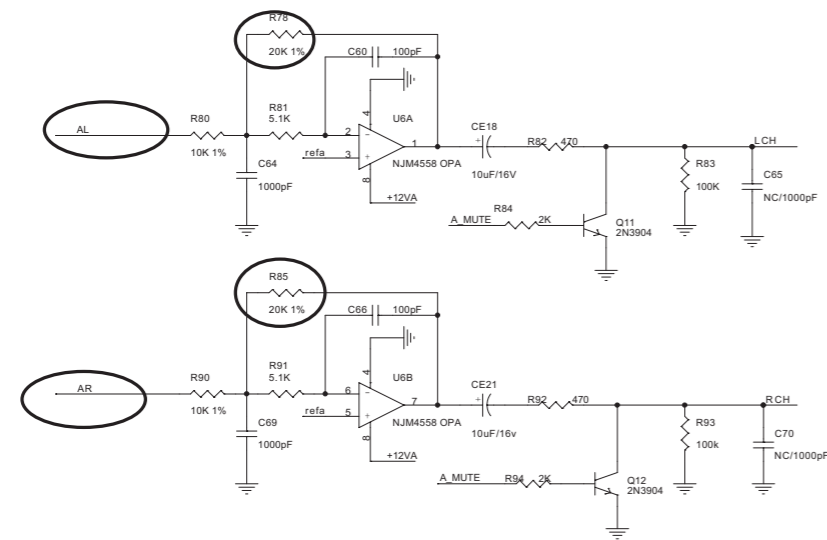 R78
20K 1%
C60 100pF
AL
R80
10K 1%
R81
5.1K
4
U6A
2
3
1
8
refa
NJM4558 OPA
+12VA
C64
1000pF
CE18
10uF/16V
R82 470
LCH
R83
100K
C65
NC/1000pF
A_MUTE
R84
2K
Q11
2N3904
R85
20K 1%
C66 100pF
AR
R90
10K 1%
R91
5.1K
4
U6B
6
5
7
8
refa
NJM4558 OPA
+12VA
C69
1000pF
CE21
10uF/16v
R92 470
RCH
R93
100k
C70
NC/1000pF
A_MUTE
R94 2K
Q12
2N3904